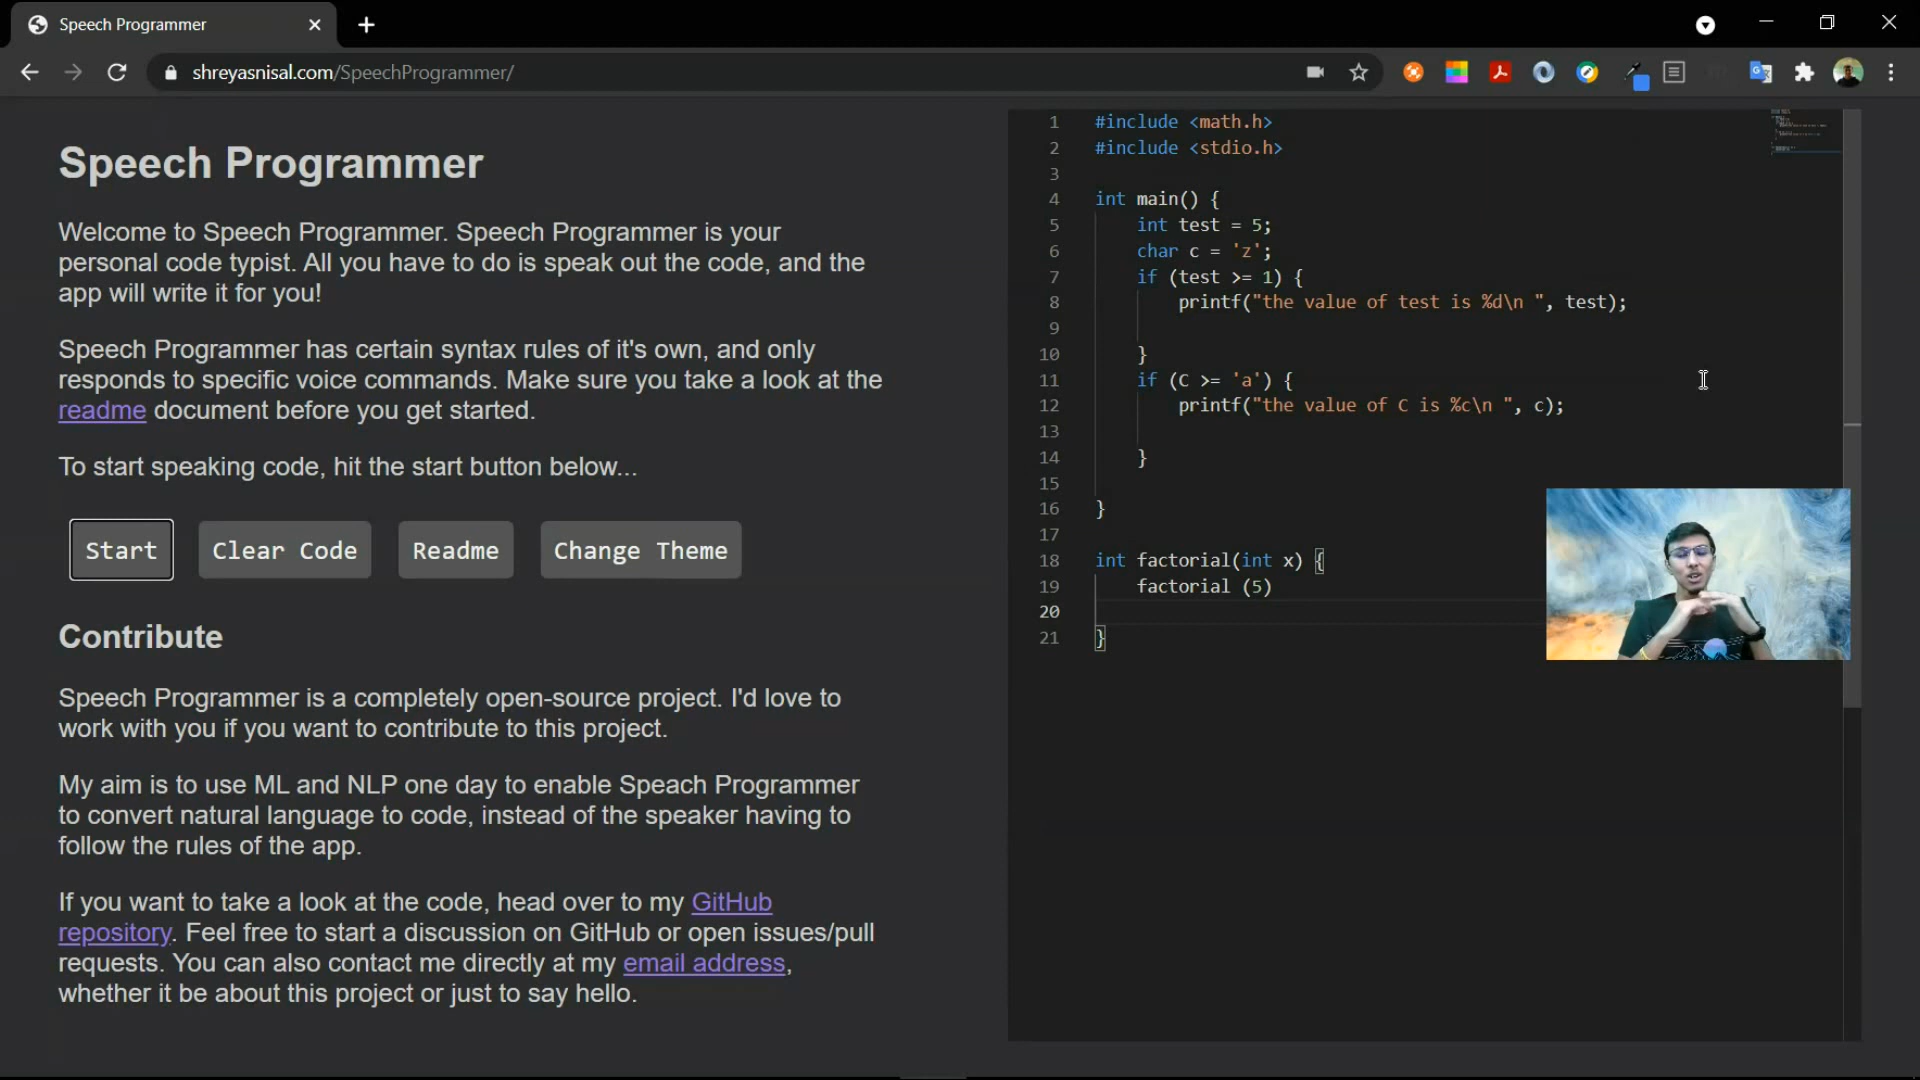 Speech Programmer
shreyasnisal.com/SpeechProgrammer/
Speech Programmer
Welcome to Speech Programmer. Speech Programmer is your
personal code typist. All you have to do is speak out the code, and the
app will write it for you!
Speech Programmer has certain syntax rules of it's own, and only
responds to specific voice commands. Make sure you take a look at the
readme document before you get started.
To start speaking code, hit the start button below...
Start Clear Code Readme Change Theme
Contribute
Speech Programmer is a completely open-source project. I'd love to
work with you if you want to contribute to this project.
My aim is to use ML and NLP one day to enable Speach Programmer
to convert natural language to code, instead of the speaker having to
follow the rules of the app.
If you want to take a look at the code, head over to my GitHub
repository. Feel free to start a discussion on GitHub or open issues/pull
requests. You can also contact me directly at my email address,
whether it be about this project or just to say hello.
1 #include <math.h>
2 #include <stdio.h>
3
4 int main() {
5 int test = 5;
6 char c = 'z';
7 if (test >= 1) {
8 printf("the value of test is %d\n ", test);
9
10 }
11 if (C >= 'a') {
12 printf("the value of C is %c\n ", c);
13
14 }
15
16 }
17
18 int factorial(int x) {
19 factorial (5)
20
21 }